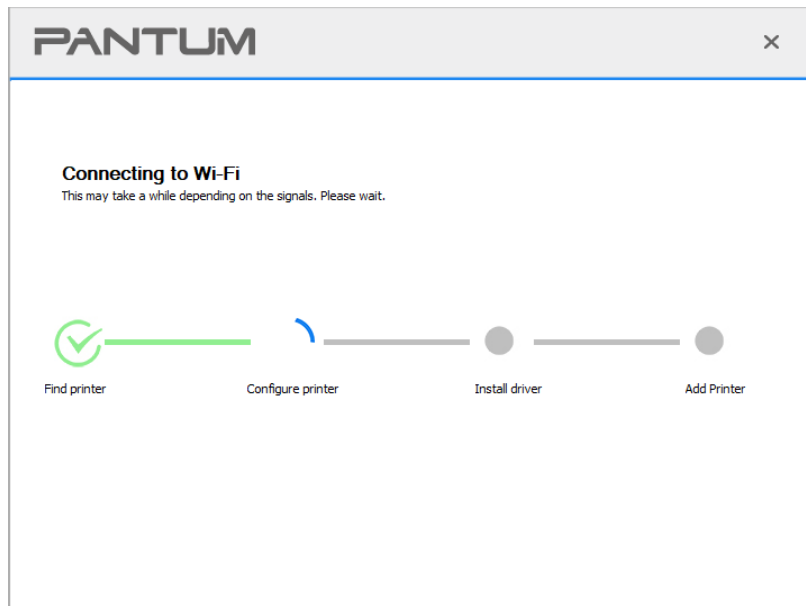 PANTUM
Connecting to Wi-Fi
This may take a while depending on the signals. Please wait.
Find printer
Configure printer
Install driver
Add Printer